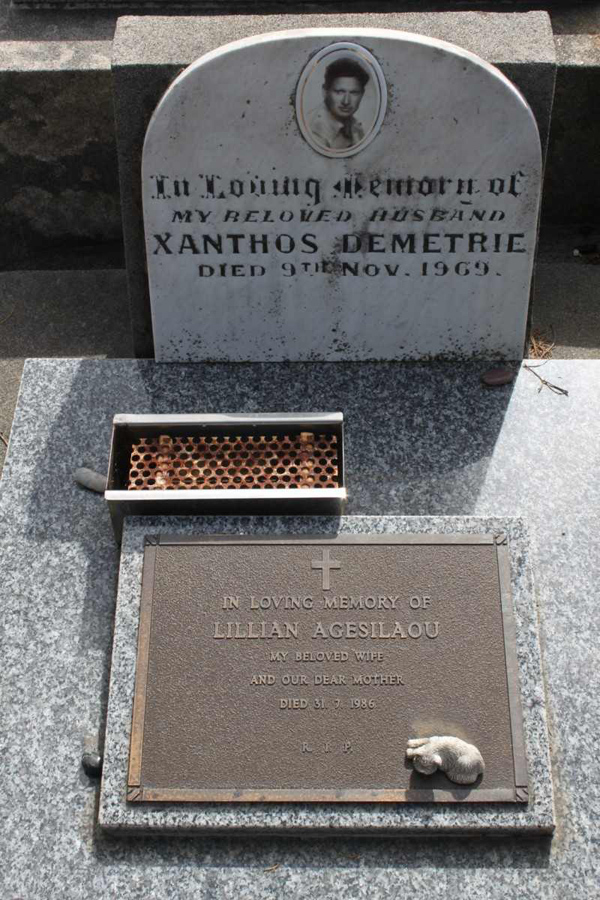 In Loving Memory of
MY BELOVED HUSBAND
XANTHOS DEMETRIE
DIED 9TH NOV. 1969.
IN LOVING MEMORY OF
LILLIAN AGESILAOU
MY BELOVED WIFE
AND OUR DEAR MOTHER
DIED 31. 7. 1986
R. I. P.